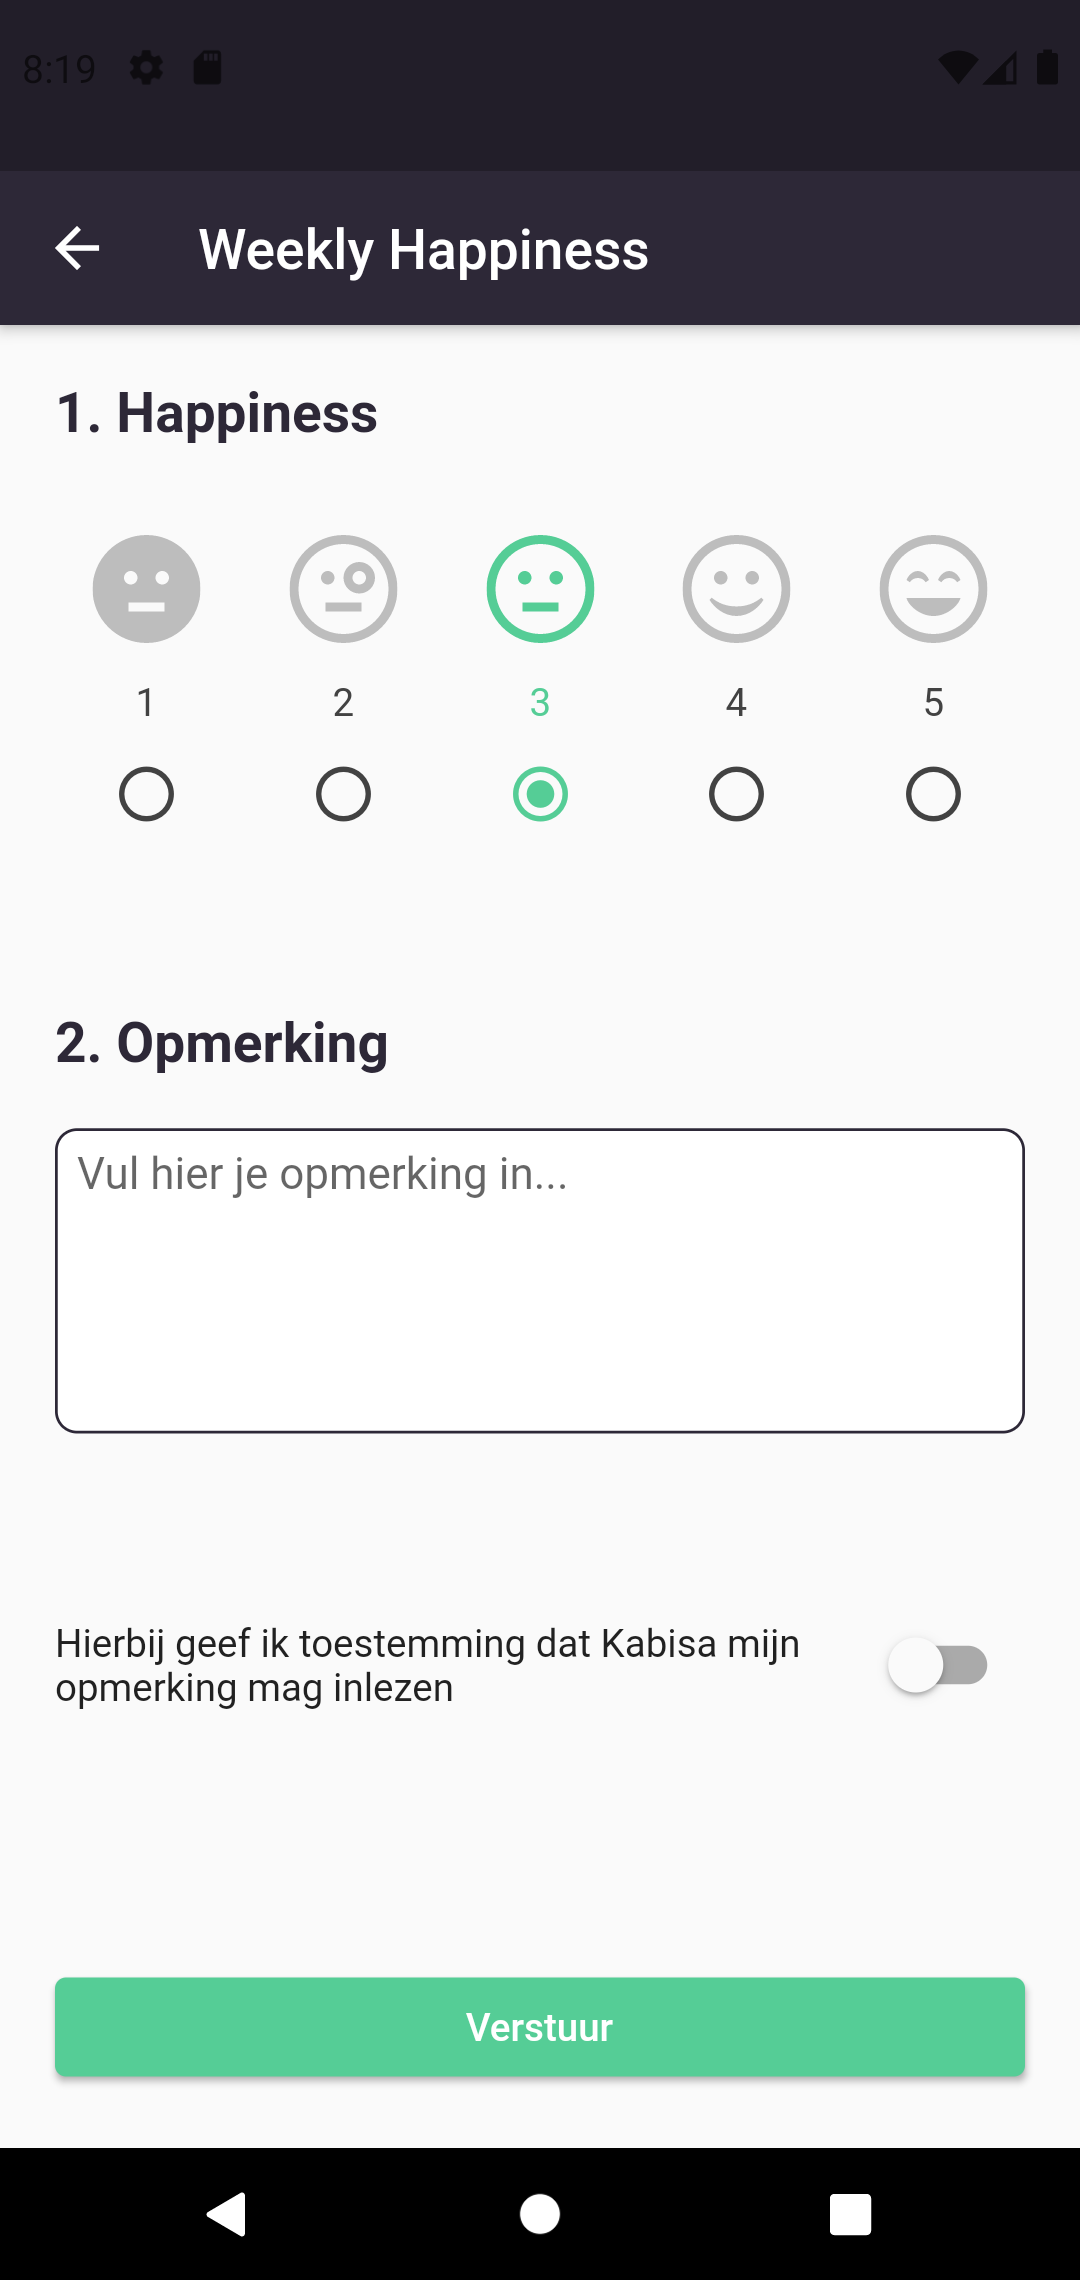 8:19
Weekly Happiness
1. Happiness
1 2 3 4 5
2. Opmerking
Vul hier je opmerking in...
Hierbij geef ik toestemming dat Kabisa mijn
opmerking mag inlezen
Verstuur